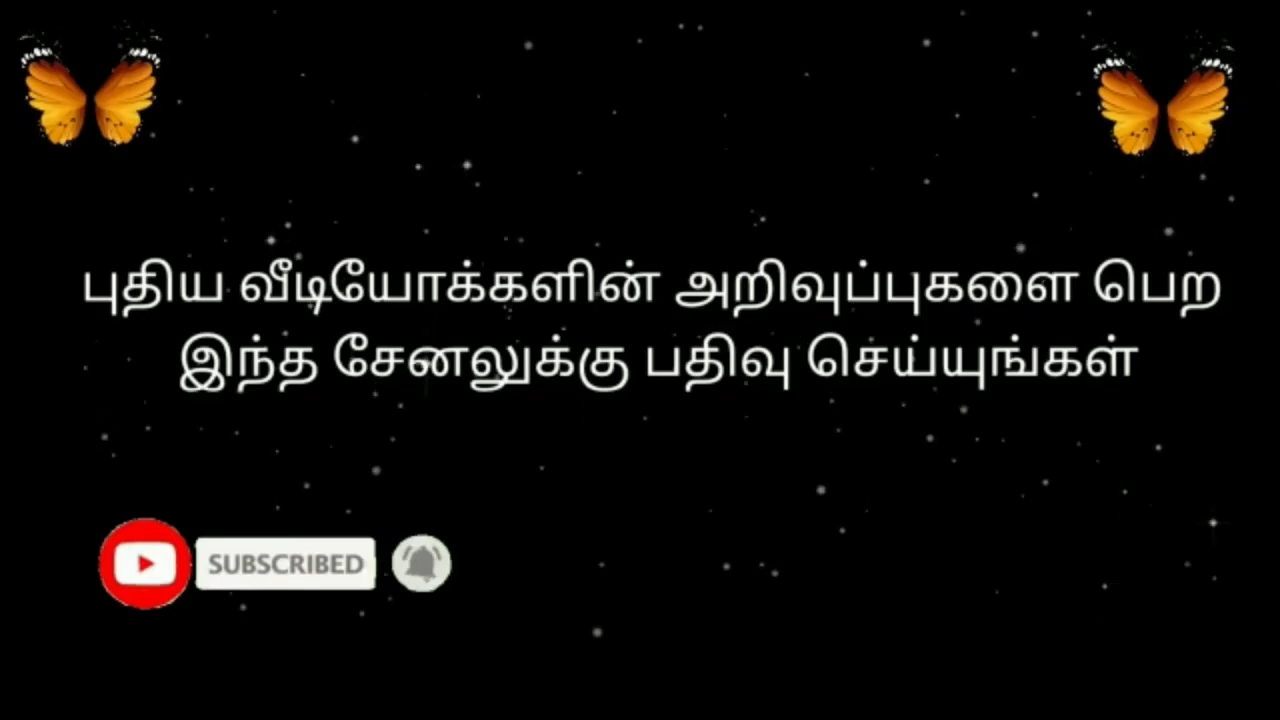 புதிய வீடியோக்களின் அறிவுப்புகளை பெற
இந்த சேனலுக்கு பதிவு செய்யுங்கள்
SUBSCRIBED